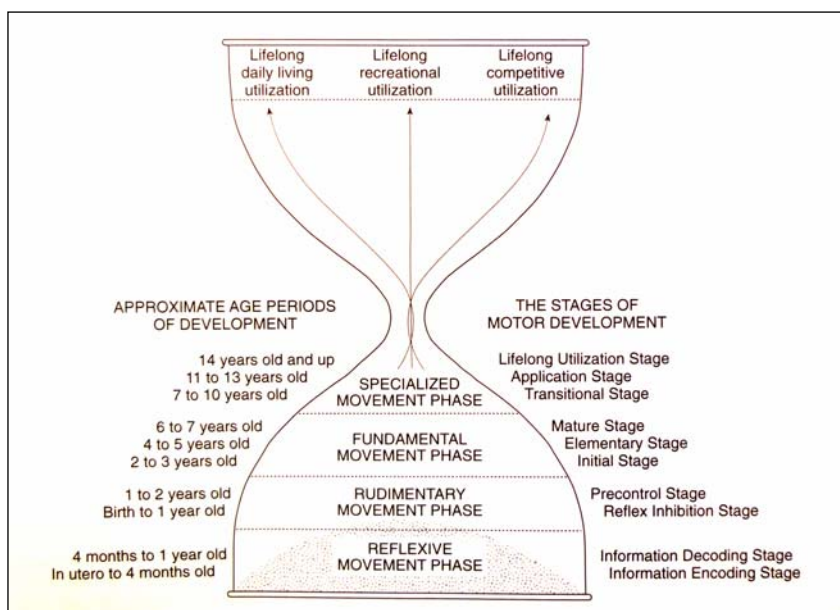 Lifelong
daily living
utilization
Lifelong
recreational
utilization
Lifelong
competitive
utilization
APPROXIMATE AGE PERIODS
OF DEVELOPMENT
THE STAGES OF
MOTOR DEVELOPMENT
14 years old and up
11 to 13 years old
7 to 10 years old
SPECIALIZED
MOVEMENT PHASE
Lifelong Utilization Stage
Application Stage
Transitional Stage
6 to 7 years old
4 to 5 years old
2 to 3 years old
FUNDAMENTAL
MOVEMENT PHASE
Mature Stage
Elementary Stage
Initial Stage
1 to 2 years old
Birth to 1 year old
RUDIMENTARY
MOVEMENT PHASE
Precontrol Stage
Reflex Inhibition Stage
4 months to 1 year old
In utero to 4 months old
REFLEXIVE
MOVEMENT PHASE
Information Decoding Stage
Information Encoding Stage